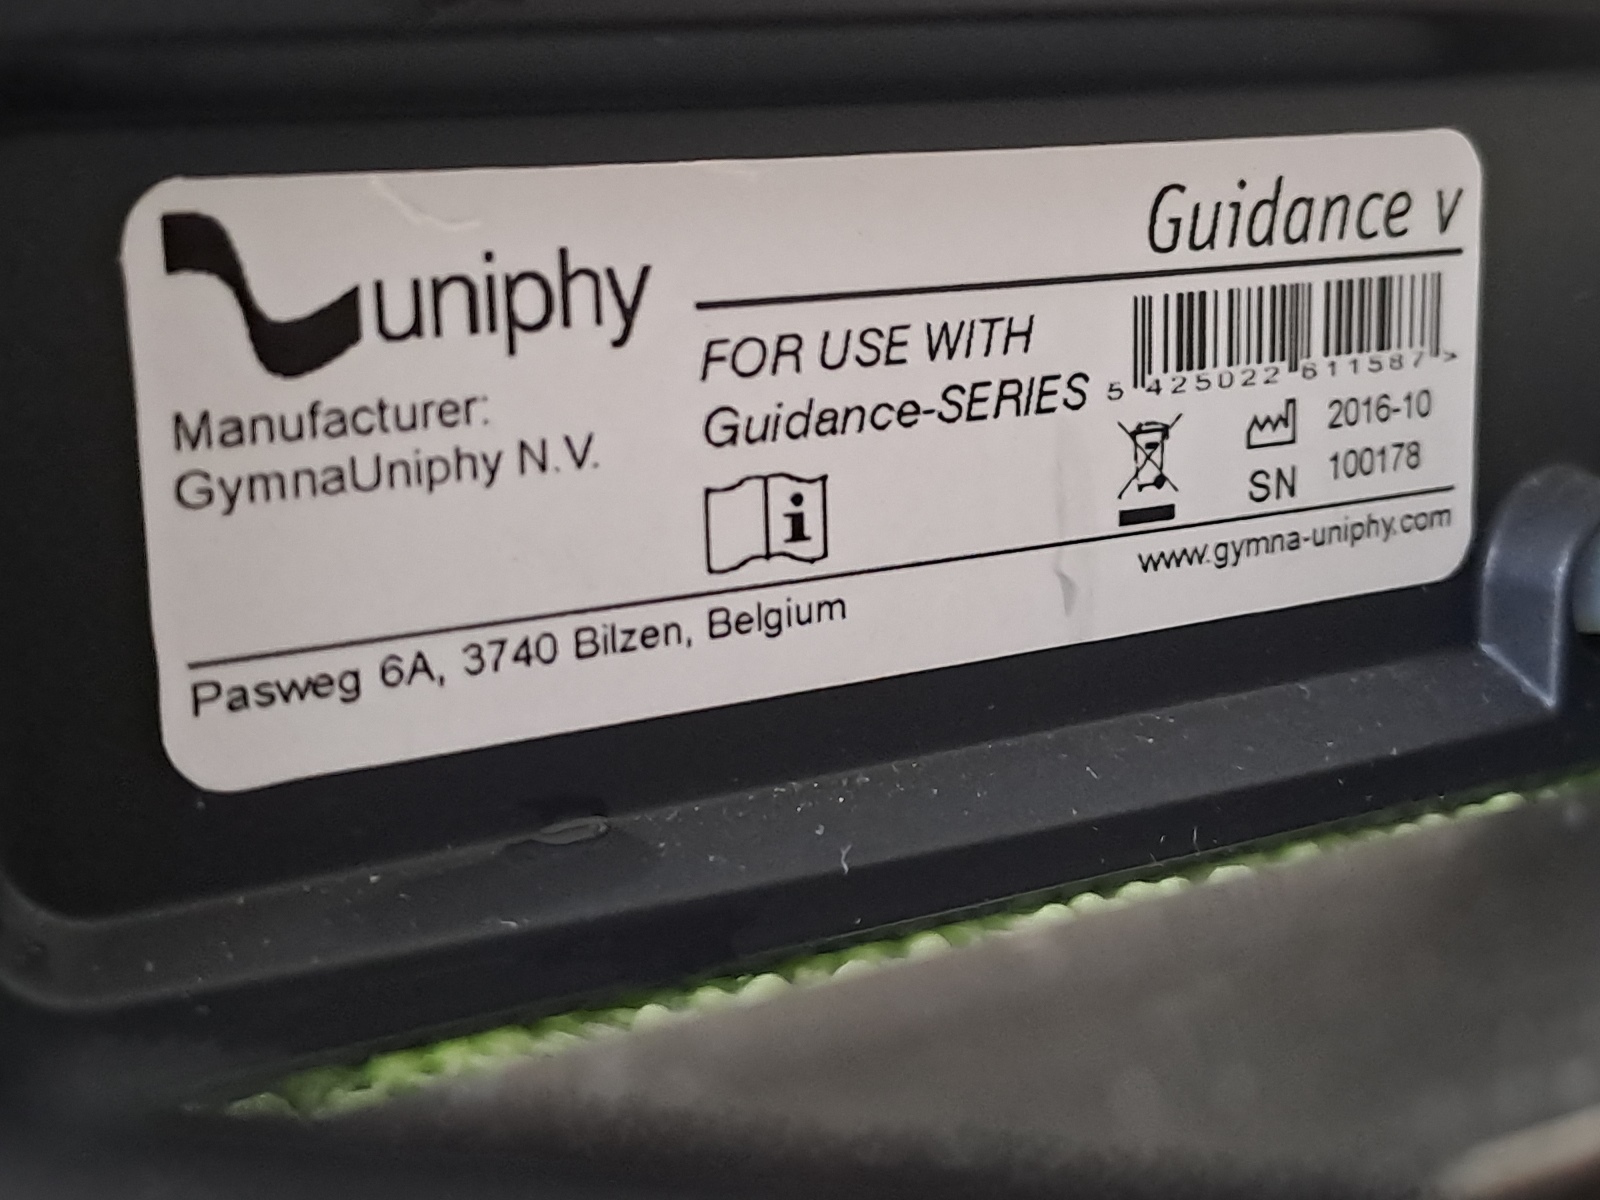 uniphy
Guidance v
Manufacturer:
GymnaUniphy N.V.
FOR USE WITH
Guidance-SERIES
5 425022 611587 >
2016-10
SN 100178
www.gymna-uniphy.com
Pasweg 6A, 3740 Bilzen, Belgium